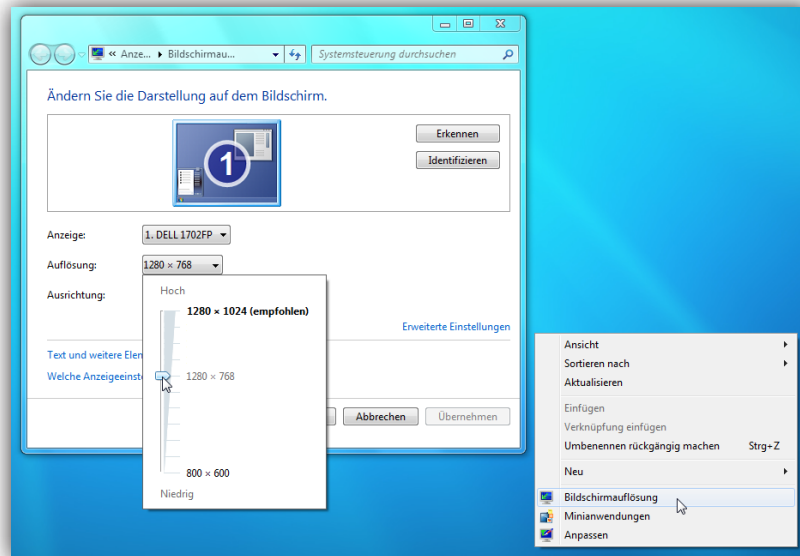 « Anze... ▸ Bildschirmau...
Systemsteuerung durchsuchen
Ändern Sie die Darstellung auf dem Bildschirm.
1
Erkennen
Identifizieren
Anzeige:
1. DELL 1702FP
Auflösung:
1280 × 768
Ausrichtung:
Hoch
1280 × 1024 (empfohlen)
1280 × 768
800 × 600
Niedrig
Erweiterte Einstellungen
Text und weitere Elen
Welche Anzeigeeinst
Abbrechen
Übernehmen
Ansicht
Sortieren nach
Aktualisieren
Einfügen
Verknüpfung einfügen
Umbenennen rückgängig machen Strg+Z
Neu
Bildschirmauflösung
Minianwendungen
Anpassen